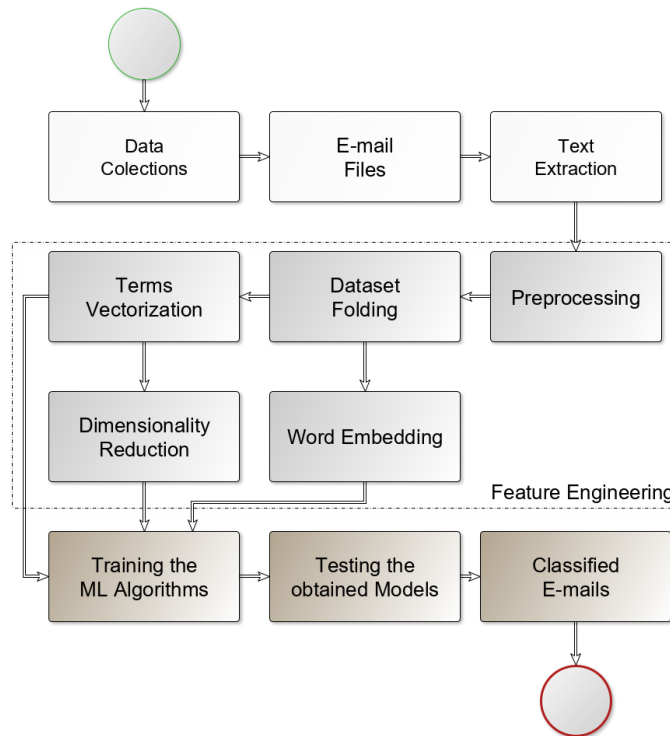 Data
Colections
E-mail
Files
Text
Extraction
Terms
Vectorization
Dataset
Folding
Preprocessing
Dimensionality
Reduction
Word Embedding
Feature Engineering
Training the
ML Algorithms
Testing the
obtained Models
Classified
E-mails